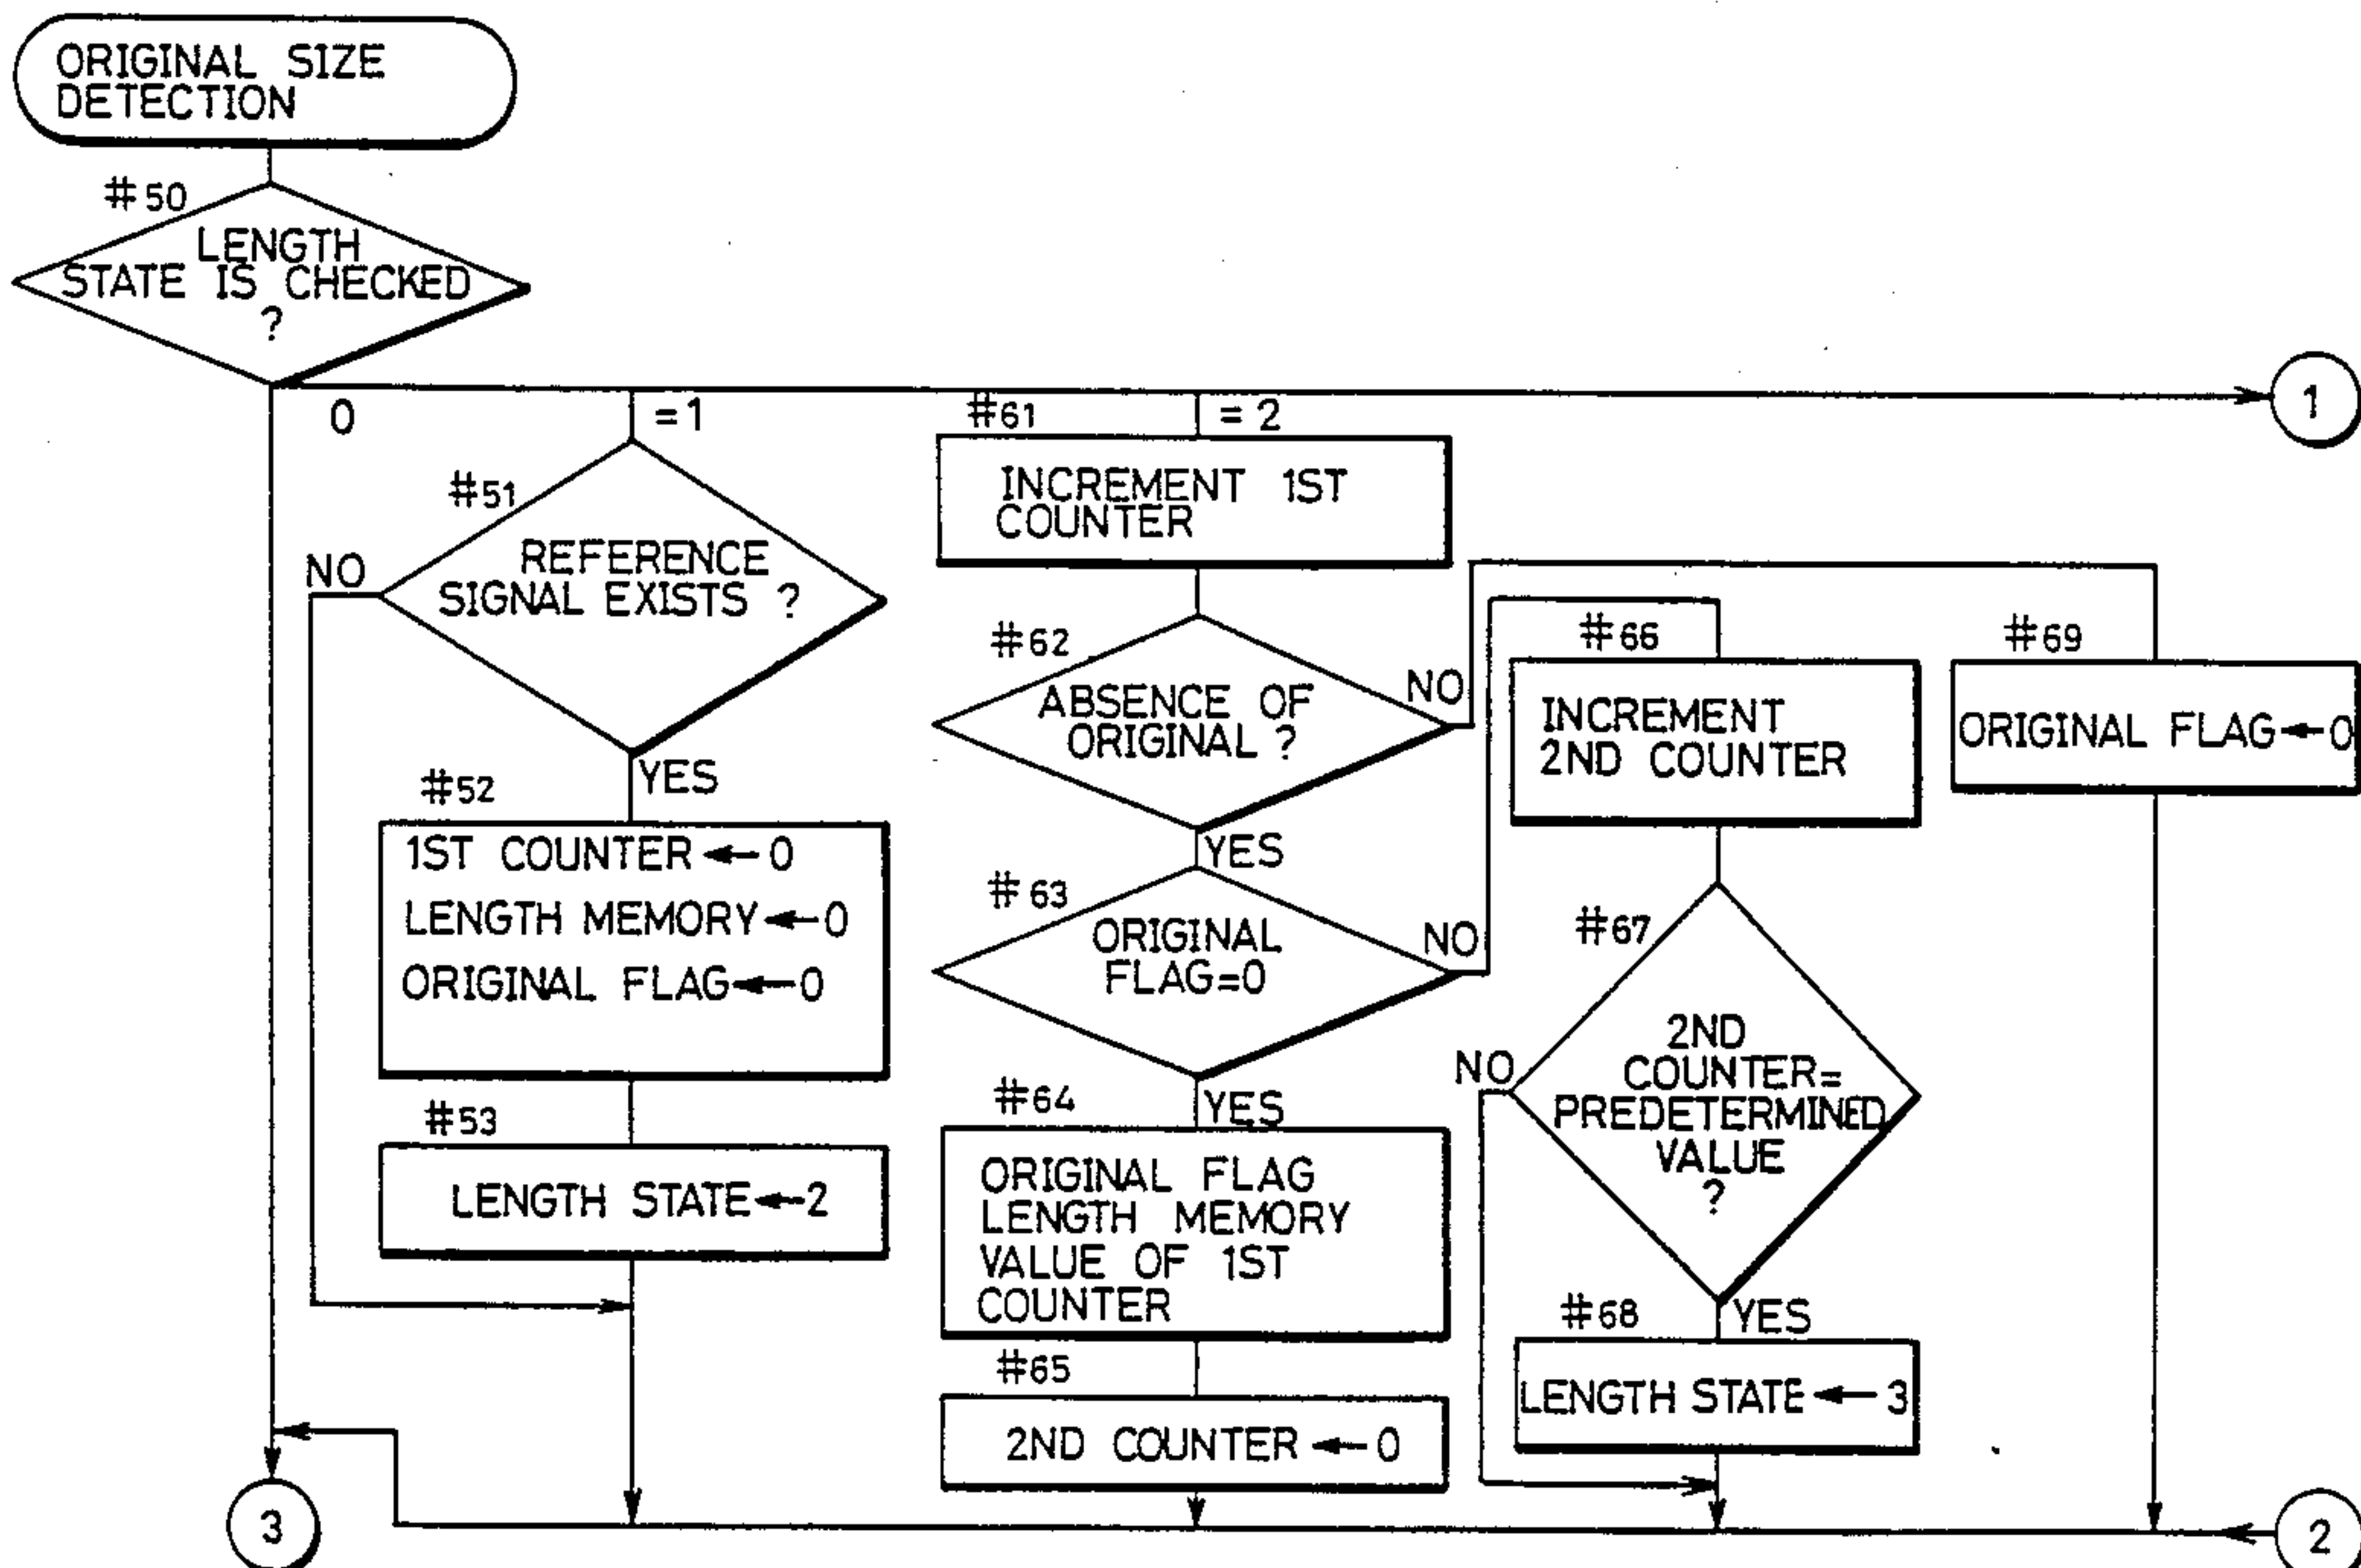 ORIGINAL SIZE
DETECTION
#50
LENGTH
STATE IS CHECKED
?
0
=1
=2
1
#51
REFERENCE
SIGNAL EXISTS ?
NO
YES
#52
1ST COUNTER ← 0
LENGTH MEMORY ← 0
ORIGINAL FLAG ← 0
#53
LENGTH STATE ← 2
#61
INCREMENT 1ST
COUNTER
#62
ABSENCE OF
ORIGINAL ?
NO
YES
#63
ORIGINAL
FLAG=0
NO
YES
#64
ORIGINAL FLAG
LENGTH MEMORY
VALUE OF 1ST
COUNTER
#65
2ND COUNTER ← 0
#66
INCREMENT
2ND COUNTER
#67
2ND
COUNTER=
PREDETERMINED
VALUE
?
NO
YES
#68
LENGTH STATE ← 3
#69
ORIGINAL FLAG ← 0
3
2